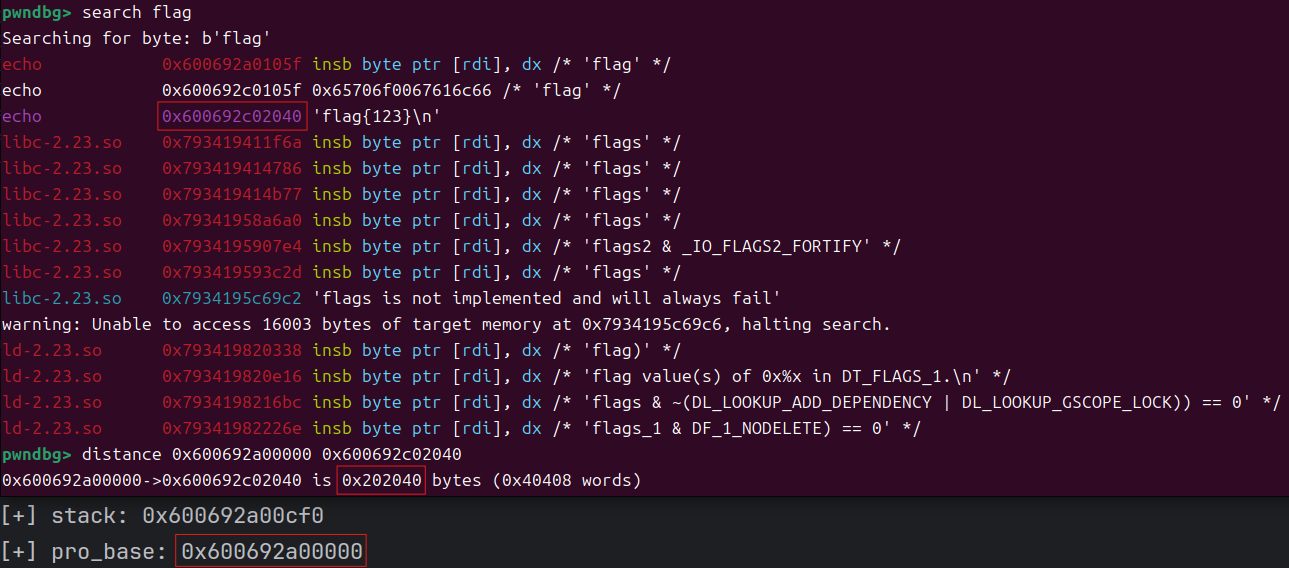 pwndbg> search flag
Searching for byte: b'flag'
echo 0x600692a0105f insb byte ptr [rdi], dx /* 'flag' */
echo 0x600692c0105f 0x65706f0067616c66 /* 'flag' */
echo 0x600692c02040 'flag{123}\n'
libc-2.23.so 0x793419411f6a insb byte ptr [rdi], dx /* 'flags' */
libc-2.23.so 0x793419414786 insb byte ptr [rdi], dx /* 'flags' */
libc-2.23.so 0x793419414b77 insb byte ptr [rdi], dx /* 'flags' */
libc-2.23.so 0x79341958a6a0 insb byte ptr [rdi], dx /* 'flags' */
libc-2.23.so 0x7934195907e4 insb byte ptr [rdi], dx /* 'flags2 & _IO_FLAGS2_FORTIFY' */
libc-2.23.so 0x793419593c2d insb byte ptr [rdi], dx /* 'flags' */
libc-2.23.so 0x7934195c69c2 'flags is not implemented and will always fail'
warning: Unable to access 16003 bytes of target memory at 0x7934195c69c6, halting search.
ld-2.23.so 0x793419820338 insb byte ptr [rdi], dx /* 'flag)' */
ld-2.23.so 0x793419820e16 insb byte ptr [rdi], dx /* 'flag value(s) of 0x%x in DT_FLAGS_1.\n' */
ld-2.23.so 0x7934198216bc insb byte ptr [rdi], dx /* 'flags & ~(DL_LOOKUP_ADD_DEPENDENCY | DL_LOOKUP_GSCOPE_LOCK)) == 0' */
ld-2.23.so 0x79341982226e insb byte ptr [rdi], dx /* 'flags_1 & DF_1_NODELETE) == 0' */
pwndbg> distance 0x600692a00000 0x600692c02040
0x600692a00000->0x600692c02040 is 0x202040 bytes (0x40408 words)
[+] stack: 0x600692a00cf0
[+] pro_base: 0x600692a00000